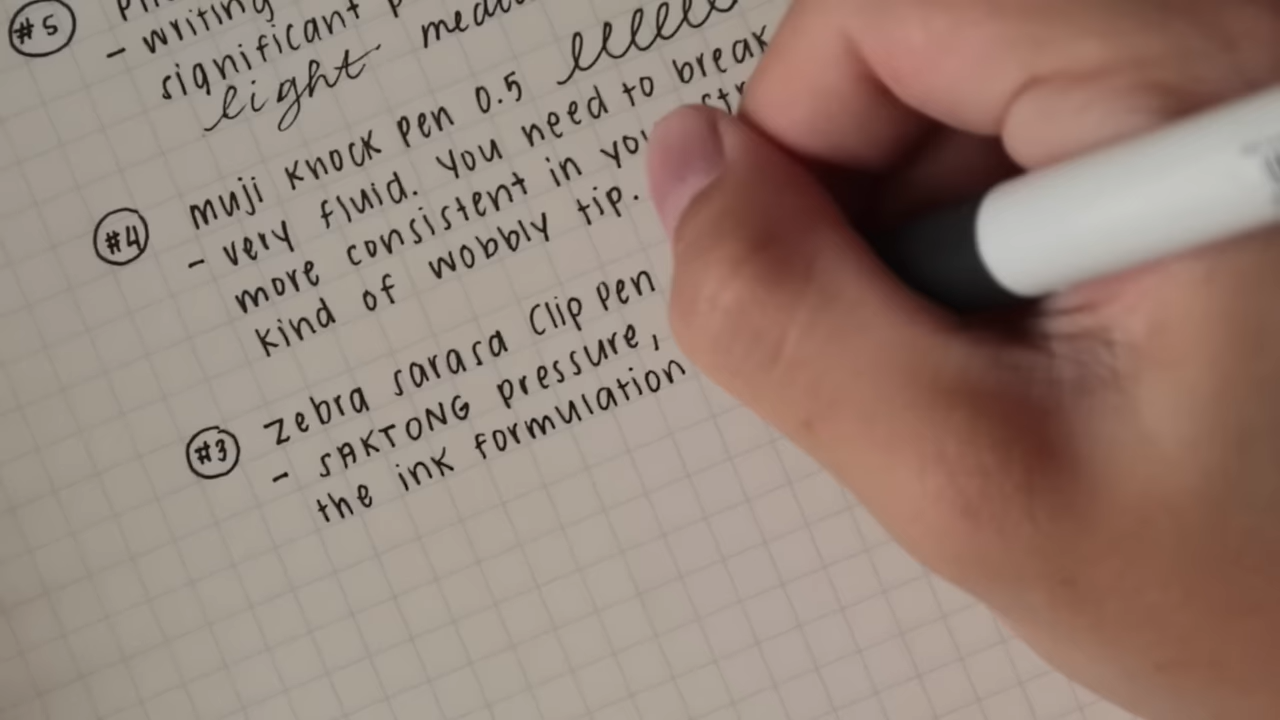 #5
- writing
significant
light
#4 muji knock pen 0.5
- very fluid. you need to break
more consistent in
kind of wobbly tip.
#3 zebra sarasa clip pen
- SAKTONG pressure,
the ink formulation